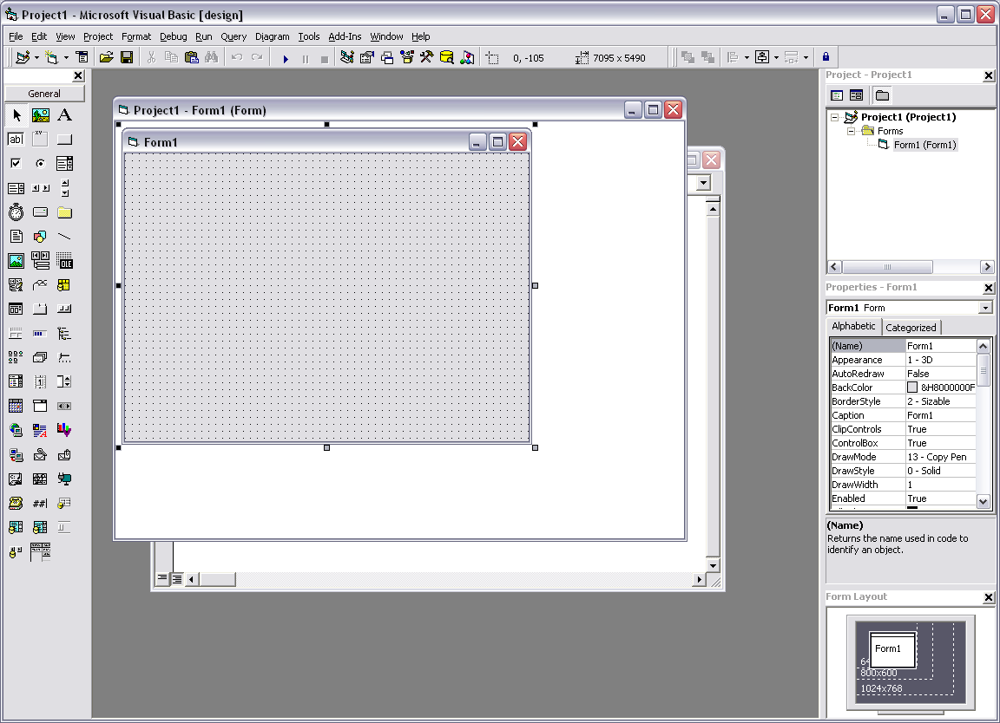 Project1 - Microsoft Visual Basic [design]
File Edit View Project Format Debug Run Query Diagram Tools Add-Ins Window Help
0, -105 7095 x 5490
General
A
ab|
XY
OLE
##|
Project1 - Form1 (Form)
Form1
Project - Project1
Project1 (Project1)
Forms
Form1 (Form1)
Properties - Form1
Form1 Form
Alphabetic Categorized
(Name) Form1
Appearance 1 - 3D
AutoRedraw False
BackColor &H8000000F
BorderStyle 2 - Sizable
Caption Form1
ClipControls True
ControlBox True
DrawMode 13 - Copy Pen
DrawStyle 0 - Solid
DrawWidth 1
Enabled True
(Name)
Returns the name used in code to
identify an object.
Form Layout
Form1
64
800x600
1024x768